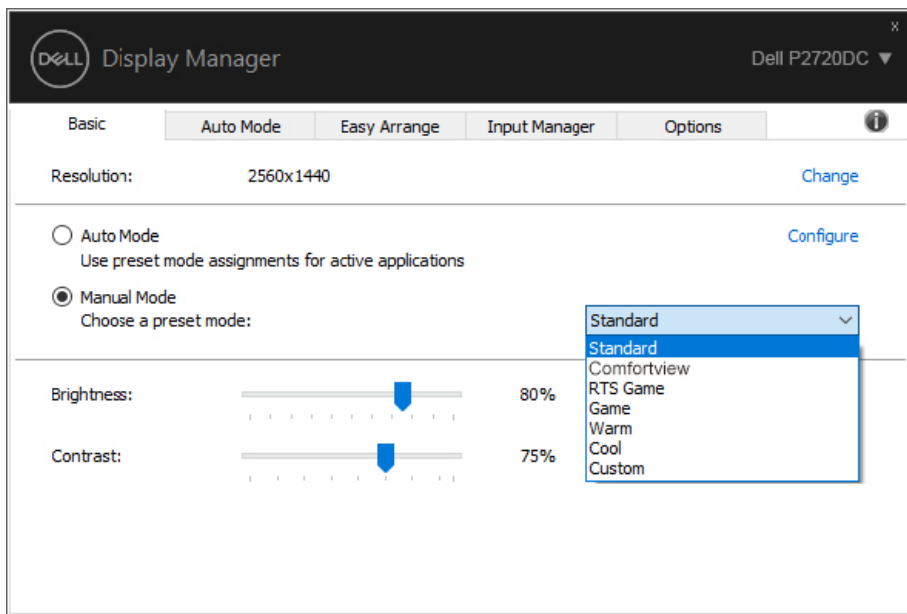 x
DELL Display Manager Dell P2720DC ▼
Basic Auto Mode Easy Arrange Input Manager Options i
Resolution: 2560x1440 Change
Auto Mode Configure
Use preset mode assignments for active applications
Manual Mode
Choose a preset mode: Standard
Standard
Comfortview
RTS Game
Game
Warm
Cool
Custom
Brightness: 80%
Contrast: 75%